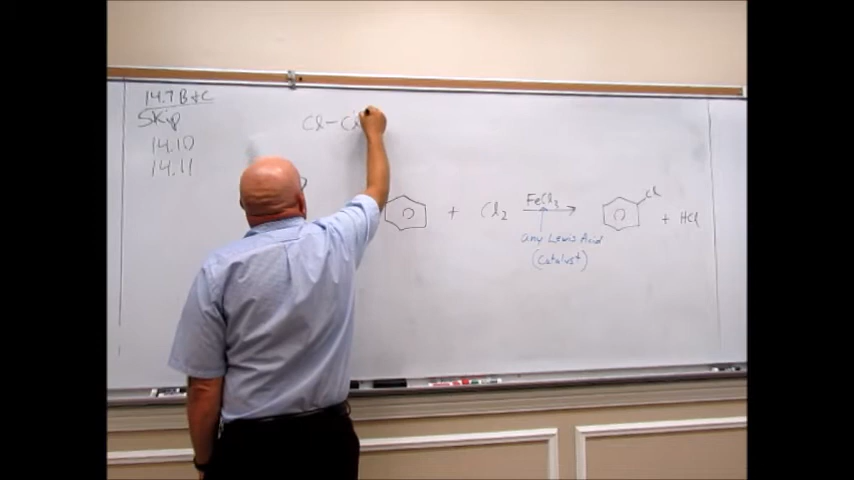 14.7 B+C
Skip
14.10
14.11
Cl-Cl
+ Cl2 FeCl3 Cl
+ HCl
any Lewis Acid
(Catalyst)